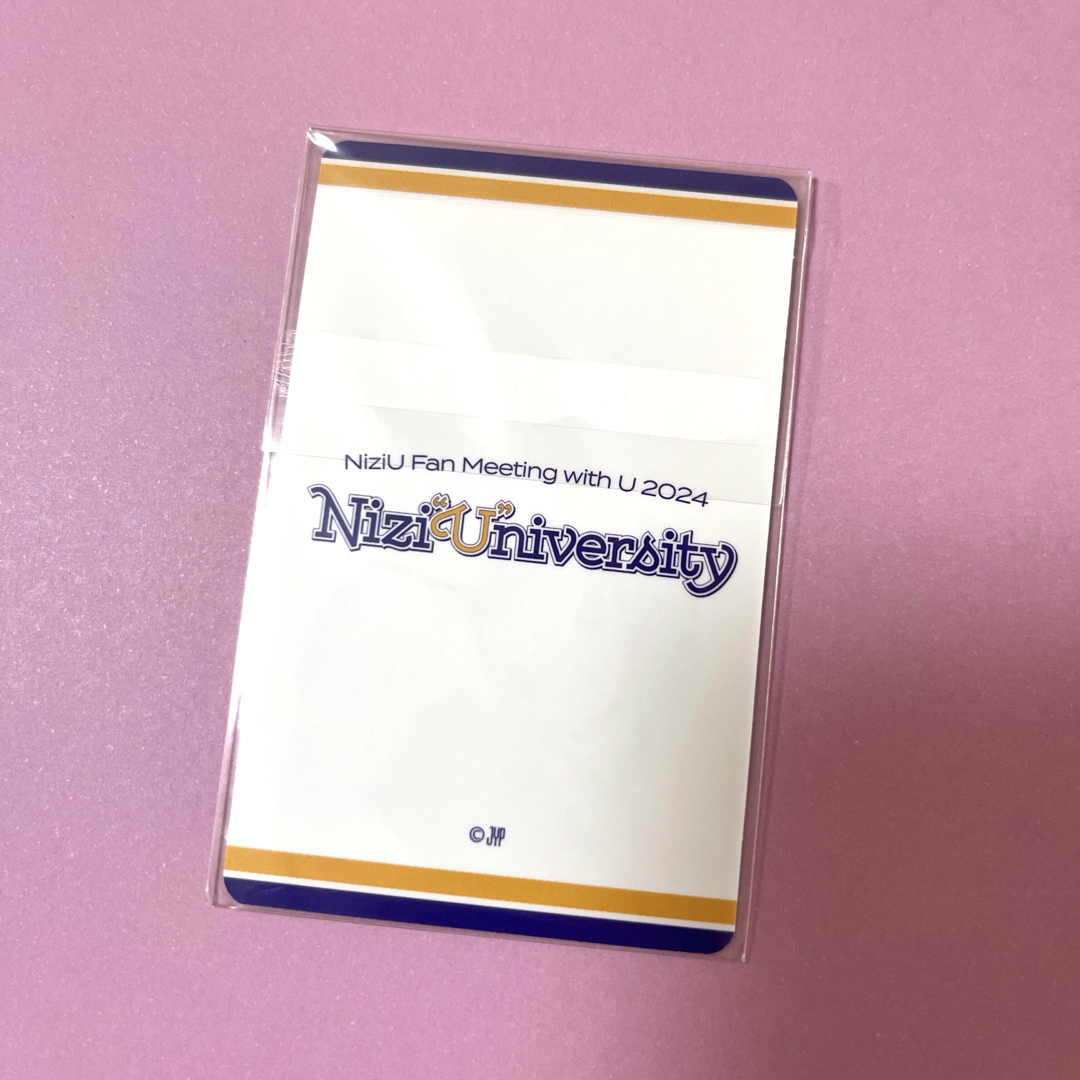 NiziU Fan Meeting with U 2024
Nizi“U”niversity
© JYP